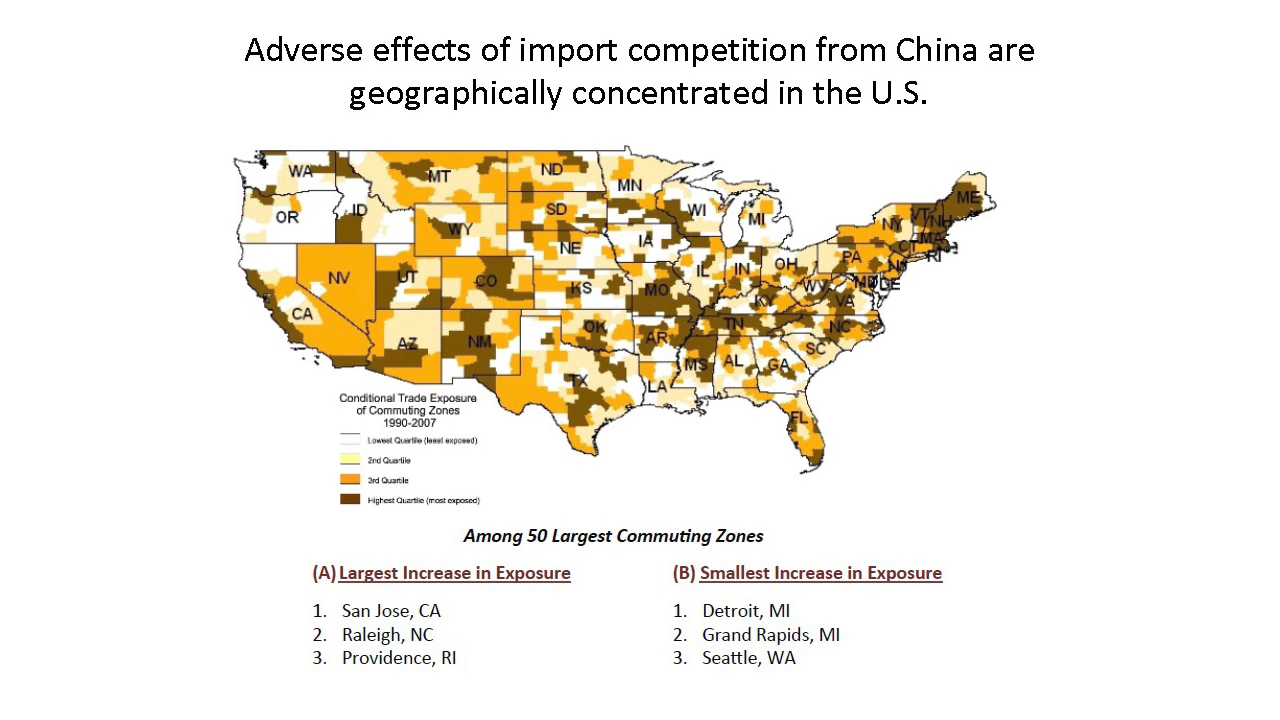 Adverse effects of import competition from China are
geographically concentrated in the U.S.
WA
MT
ND
MN
OR
ID
SD
WI
MI
ME
WY
NY
VT
NH
MA
CT
RI
NE
IA
PA
NJ
NV
UT
CO
IL
IN
OH
MD
DE
CA
KS
MO
WV
KY
VA
AZ
NM
OK
AR
TN
NC
SC
TX
LA
MS
AL
GA
FL
Conditional Trade Exposure
of Commuting Zones
1990-2007
Lowest Quartile (least exposed)
2nd Quartile
3rd Quartile
Highest Quartile (most exposed)
Among 50 Largest Commuting Zones
(A) Largest Increase in Exposure
1. San Jose, CA
2. Raleigh, NC
3. Providence, RI
(B) Smallest Increase in Exposure
1. Detroit, MI
2. Grand Rapids, MI
3. Seattle, WA